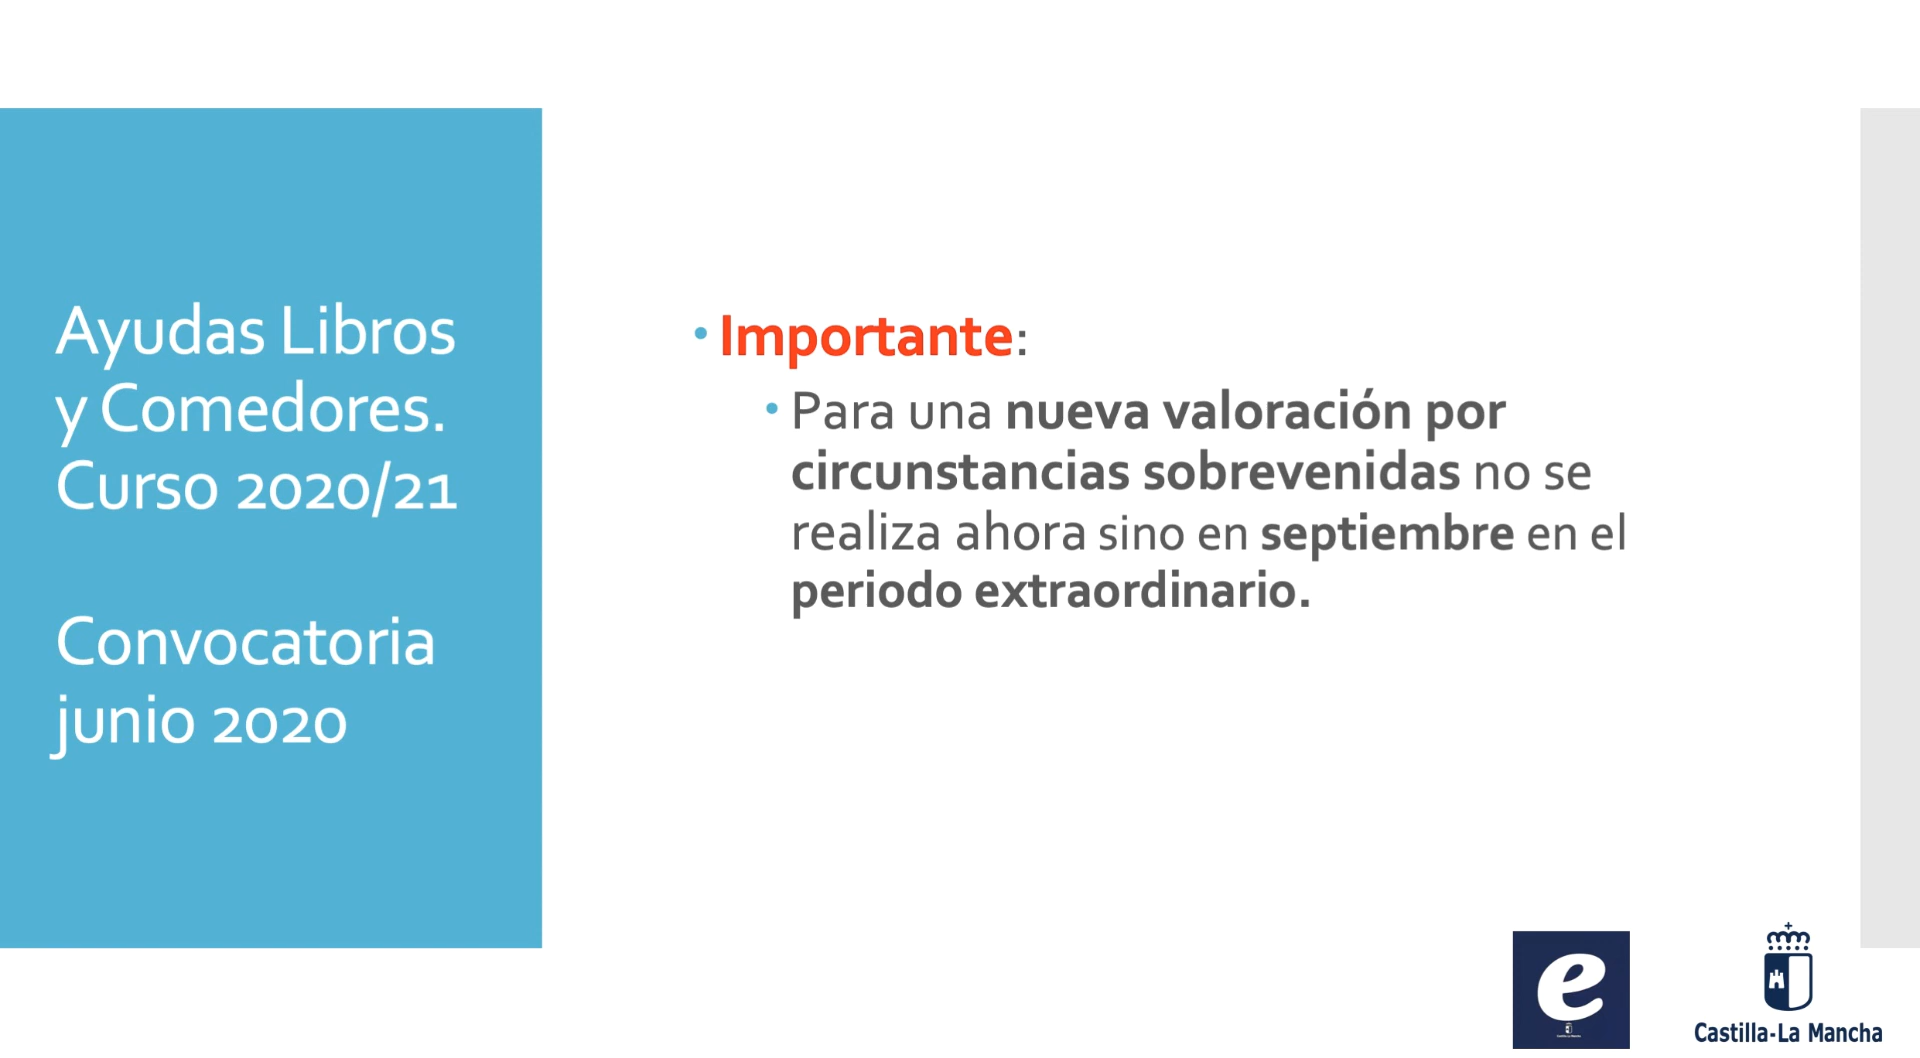 Ayudas Libros
y Comedores.
Curso 2020/21
Convocatoria
junio 2020
• Importante:
• Para una nueva valoración por
circunstancias sobrevenidas no se
realiza ahora sino en septiembre en el
periodo extraordinario.
e
Castilla-La Mancha